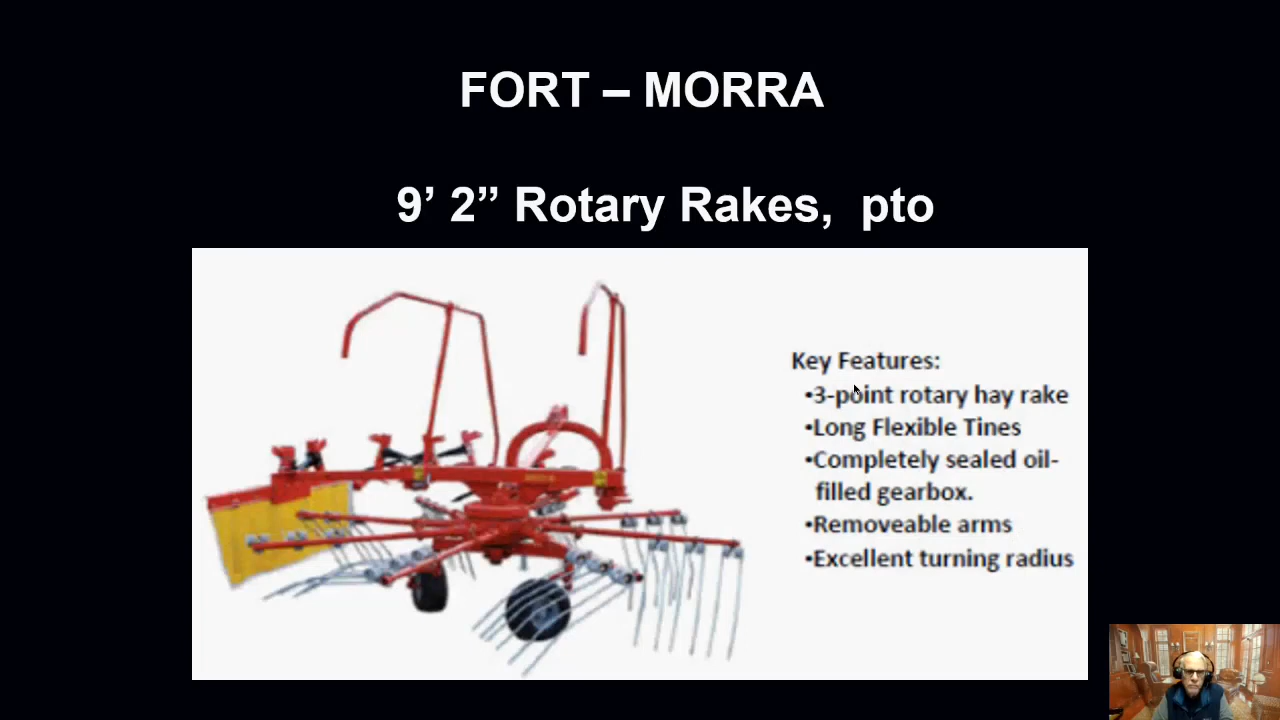 FORT – MORRA
9’ 2” Rotary Rakes, pto
Key Features:
•3-point rotary hay rake
•Long Flexible Tines
•Completely sealed oil-
filled gearbox.
•Removeable arms
•Excellent turning radius